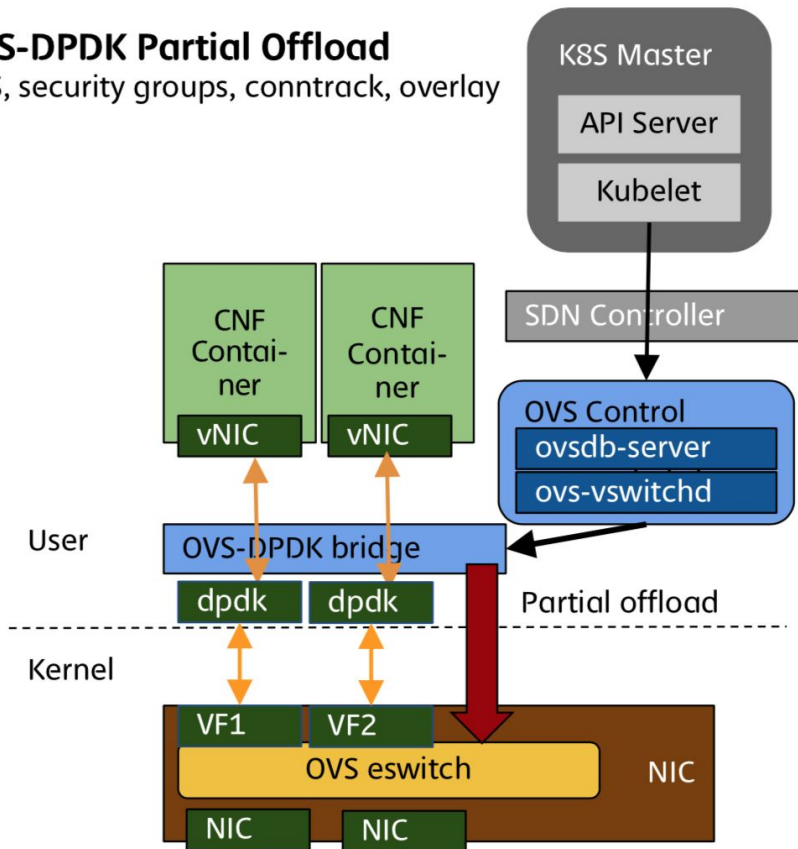 S-DPDK Partial Offload
, security groups, conntrack, overlay
K8S Master
API Server
Kubelet
SDN Controller
CNF
Contai-
ner
CNF
Contai-
ner
vNIC
vNIC
OVS Control
ovsdb-server
ovs-vswitchd
User
OVS-DPDK bridge
dpdk
dpdk
Partial offload
Kernel
VF1
VF2
OVS eswitch
NIC
NIC
NIC